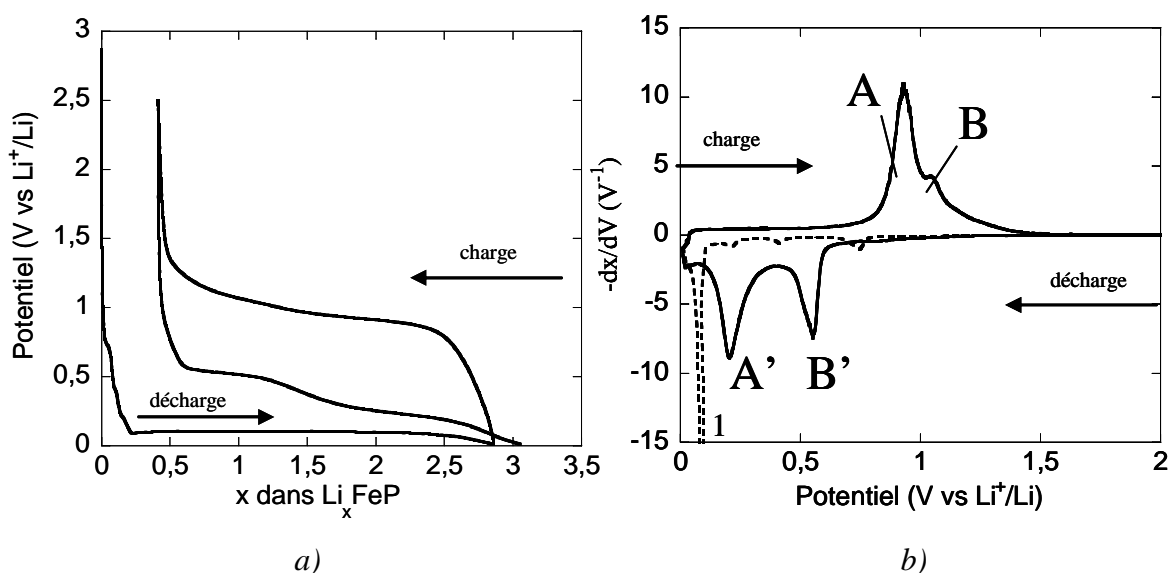 3
2,5
2
1,5
1
0,5
0
Potentiel (V vs Li⁺/Li)
charge
décharge
0 0,5 1 1,5 2 2,5 3 3,5
x dans LiₓFeP
a)
15
10
5
0
-5
-10
-15
-dx/dV (V⁻¹)
charge
A
B
décharge
A'
B'
1
0 0,5 1 1,5 2
Potentiel (V vs Li⁺/Li)
b)